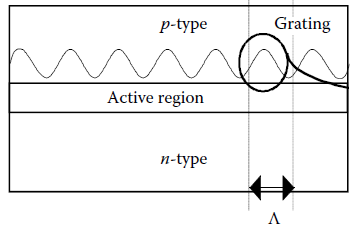 p-type
Grating
Active region
n-type
Λ